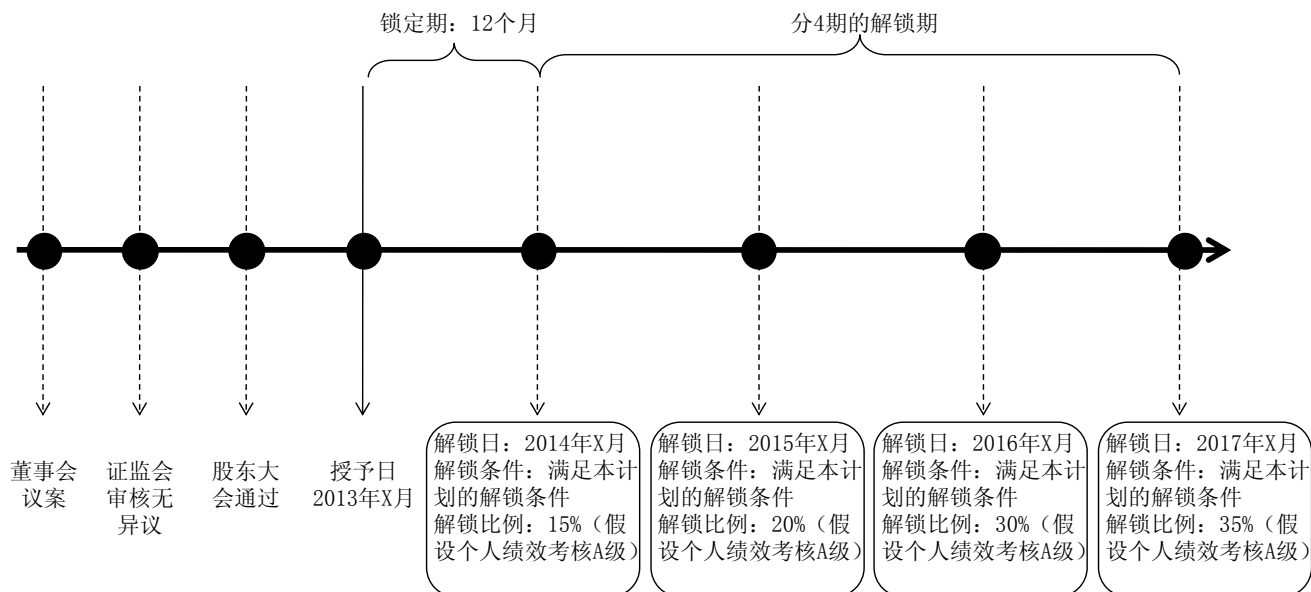 锁定期：12个月
分4期的解锁期
董事会
议案
证监会
审核无
异议
股东大
会通过
授予日
2013年X月
解锁日：2014年X月
解锁条件：满足本计
划的解锁条件
解锁比例：15%（假
设个人绩效考核A级）
解锁日：2015年X月
解锁条件：满足本计
划的解锁条件
解锁比例：20%（假
设个人绩效考核A级）
解锁日：2016年X月
解锁条件：满足本计
划的解锁条件
解锁比例：30%（假
设个人绩效考核A级）
解锁日：2017年X月
解锁条件：满足本计
划的解锁条件
解锁比例：35%（假
设个人绩效考核A级）